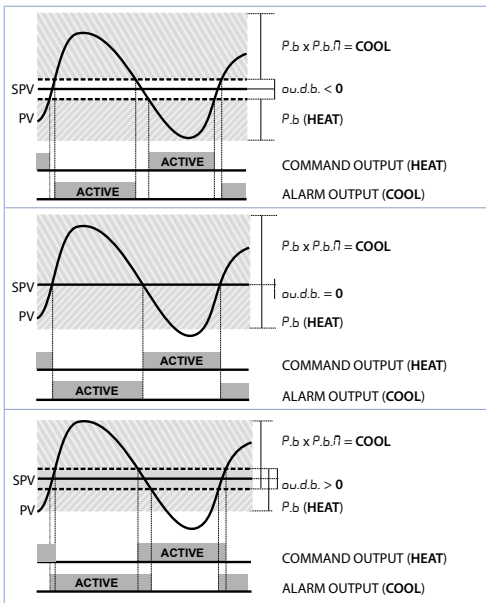 P.b x P.b.M = COOL
SPV
ou.d.b. < 0
PV
P.b (HEAT)
ACTIVE
COMMAND OUTPUT (HEAT)
ACTIVE
ALARM OUTPUT (COOL)
P.b x P.b.M = COOL
SPV
ou.d.b. = 0
PV
P.b (HEAT)
ACTIVE
COMMAND OUTPUT (HEAT)
ACTIVE
ALARM OUTPUT (COOL)
P.b x P.b.M = COOL
SPV
ou.d.b. > 0
PV
P.b (HEAT)
ACTIVE
COMMAND OUTPUT (HEAT)
ACTIVE
ALARM OUTPUT (COOL)